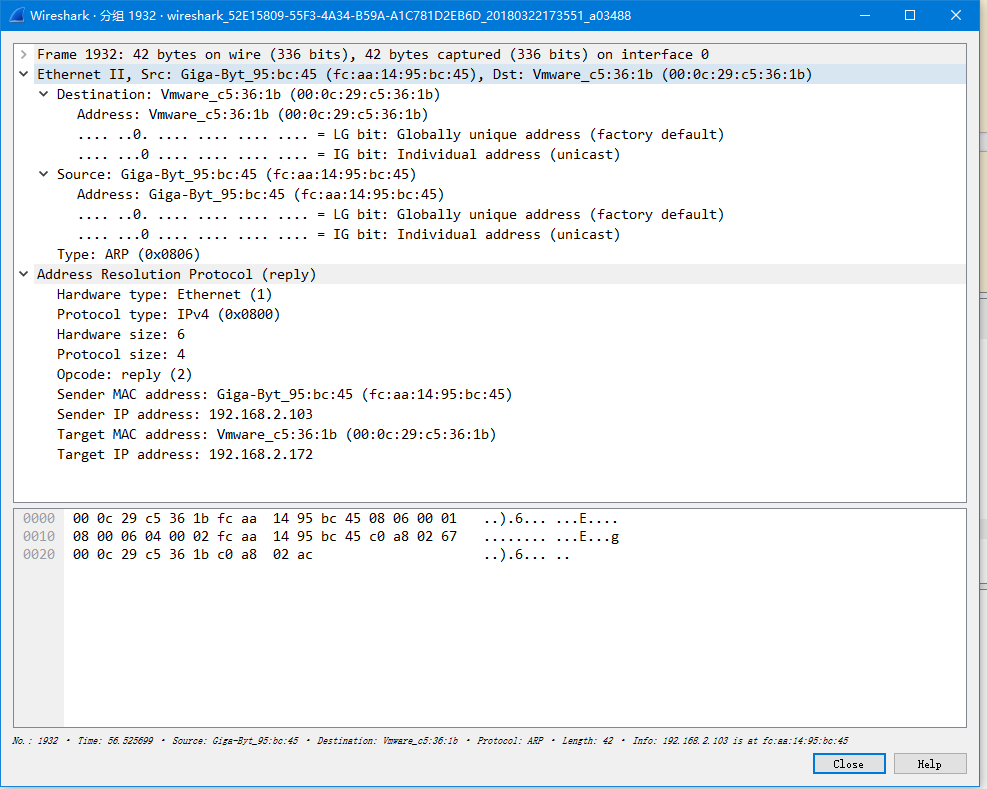 Wireshark · 分组 1932 · wireshark_52E15809-55F3-4A34-B59A-A1C781D2EB6D_20180322173551_a03488
Frame 1932: 42 bytes on wire (336 bits), 42 bytes captured (336 bits) on interface 0
Ethernet II, Src: Giga-Byt_95:bc:45 (fc:aa:14:95:bc:45), Dst: Vmware_c5:36:1b (00:0c:29:c5:36:1b)
Destination: Vmware_c5:36:1b (00:0c:29:c5:36:1b)
Address: Vmware_c5:36:1b (00:0c:29:c5:36:1b)
.... ..0. .... .... .... .... = LG bit: Globally unique address (factory default)
.... ...0 .... .... .... .... = IG bit: Individual address (unicast)
Source: Giga-Byt_95:bc:45 (fc:aa:14:95:bc:45)
Address: Giga-Byt_95:bc:45 (fc:aa:14:95:bc:45)
.... ..0. .... .... .... .... = LG bit: Globally unique address (factory default)
.... ...0 .... .... .... .... = IG bit: Individual address (unicast)
Type: ARP (0x0806)
Address Resolution Protocol (reply)
Hardware type: Ethernet (1)
Protocol type: IPv4 (0x0800)
Hardware size: 6
Protocol size: 4
Opcode: reply (2)
Sender MAC address: Giga-Byt_95:bc:45 (fc:aa:14:95:bc:45)
Sender IP address: 192.168.2.103
Target MAC address: Vmware_c5:36:1b (00:0c:29:c5:36:1b)
Target IP address: 192.168.2.172
0000 00 0c 29 c5 36 1b fc aa 14 95 bc 45 08 06 00 01 ..).6... ...E....
0010 08 00 06 04 00 02 fc aa 14 95 bc 45 c0 a8 02 67 ........ ...E...g
0020 00 0c 29 c5 36 1b c0 a8 02 ac ..).6... ..
No.: 1932 · Time: 56.525699 · Source: Giga-Byt_95:bc:45 · Destination: Vmware_c5:36:1b · Protocol: ARP · Length: 42 · Info: 192.168.2.103 is at fc:aa:14:95:bc:45
Close Help